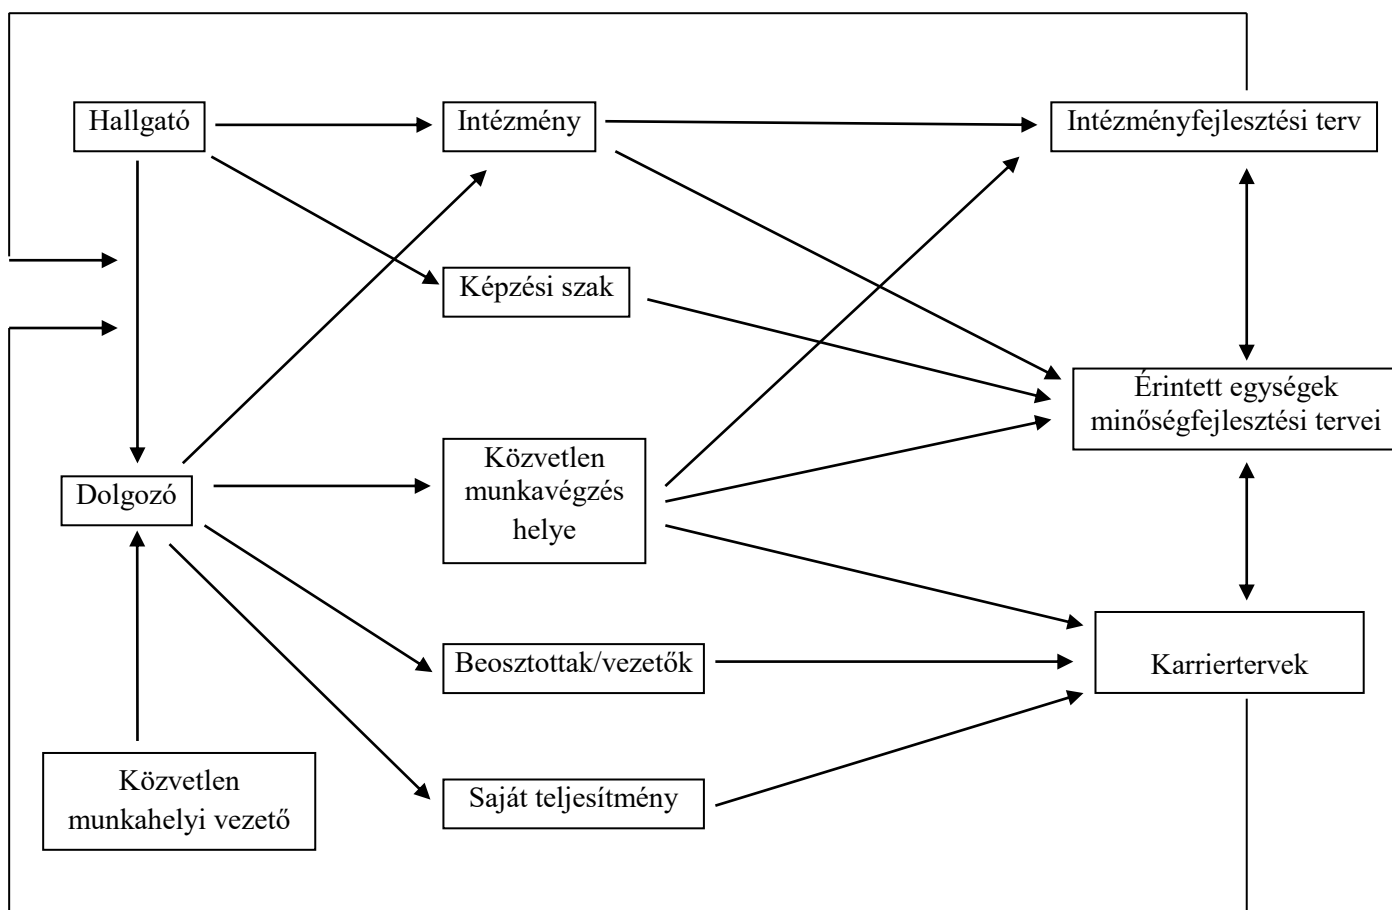 Hallgató
Intézmény
Intézményfejlesztési terv
Képzési szak
Érintett egységek
minőségfejlesztési tervei
Dolgozó
Közvetlen
munkavégzés
helye
Beosztottak/vezetők
Karriertervek
Közvetlen
munkahelyi vezető
Saját teljesítmény